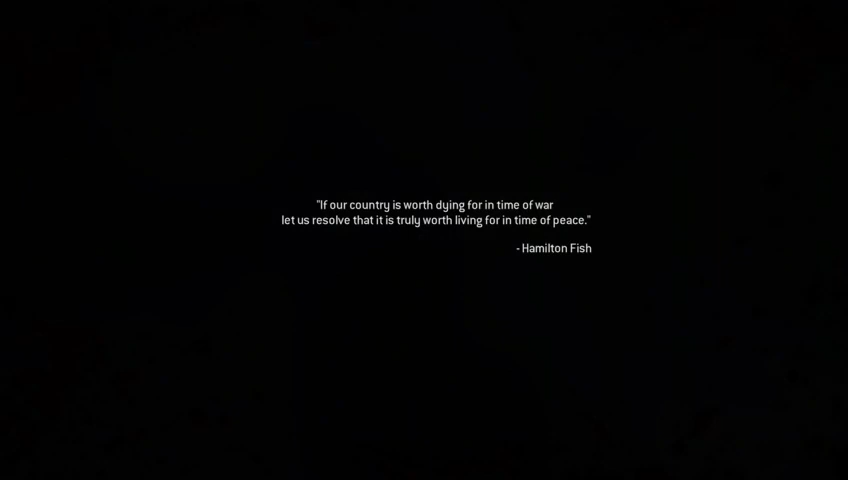 "If our country is worth dying for in time of war
let us resolve that it is truly worth living for in time of peace."
- Hamilton Fish